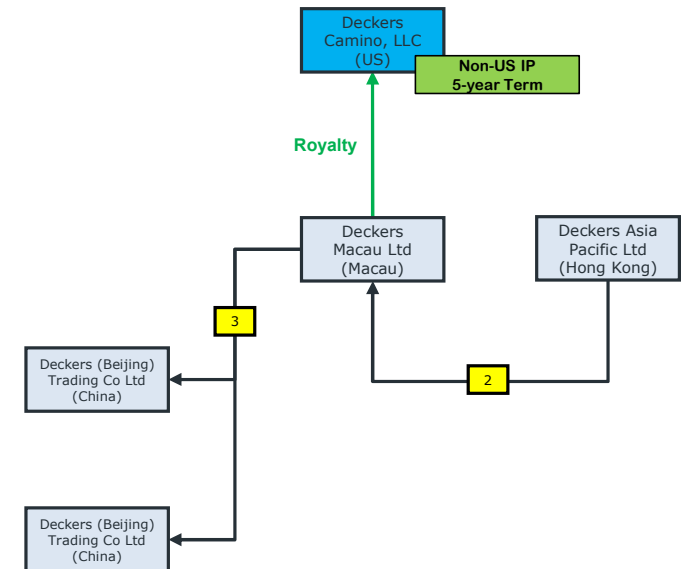 Deckers
Camino, LLC
(US)
Non-US IP
5-year Term
Royalty
Deckers
Macau Ltd
(Macau)
Deckers Asia
Pacific Ltd
(Hong Kong)
3
Deckers (Beijing)
Trading Co Ltd
(China)
2
Deckers (Beijing)
Trading Co Ltd
(China)